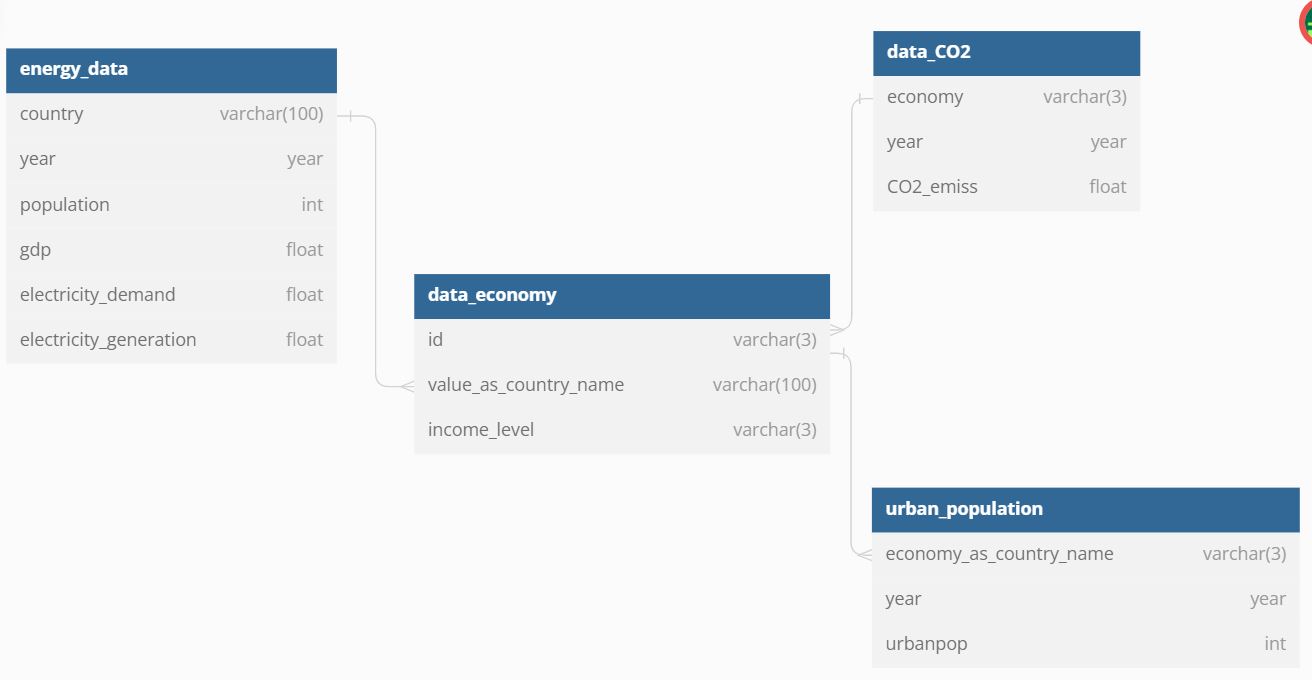 energy_data
country varchar(100)
year year
population int
gdp float
electricity_demand float
electricity_generation float
data_CO2
economy varchar(3)
year year
CO2_emiss float
data_economy
id varchar(3)
value_as_country_name varchar(100)
income_level varchar(3)
urban_population
economy_as_country_name varchar(3)
year year
urbanpop int